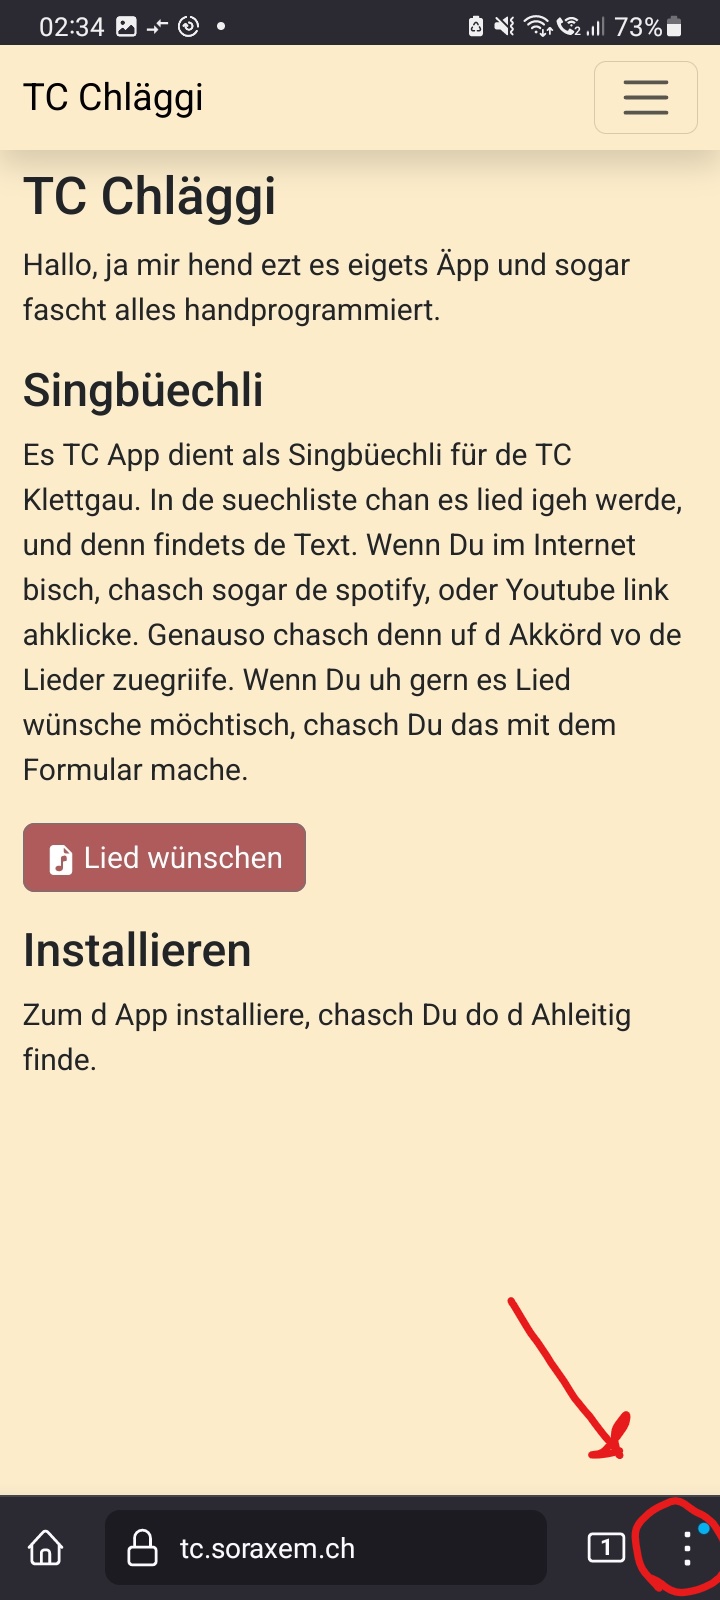 02:34
2
73%
TC Chläggi
TC Chläggi
Hallo, ja mir hend ezt es eigets Äpp und sogar
fascht alles handprogrammiert.
Singbüechli
Es TC App dient als Singbüechli für de TC
Klettgau. In de suechliste chan es lied igeh werde,
und denn findets de Text. Wenn Du im Internet
bisch, chasch sogar de spotify, oder Youtube link
ahklicke. Genauso chasch denn uf d Akkörd vo de
Lieder zuegriife. Wenn Du uh gern es Lied
wünsche möchtisch, chasch Du das mit dem
Formular mache.
Lied wünschen
Installieren
Zum d App installiere, chasch Du do d Ahleitig
finde.
tc.soraxem.ch
1